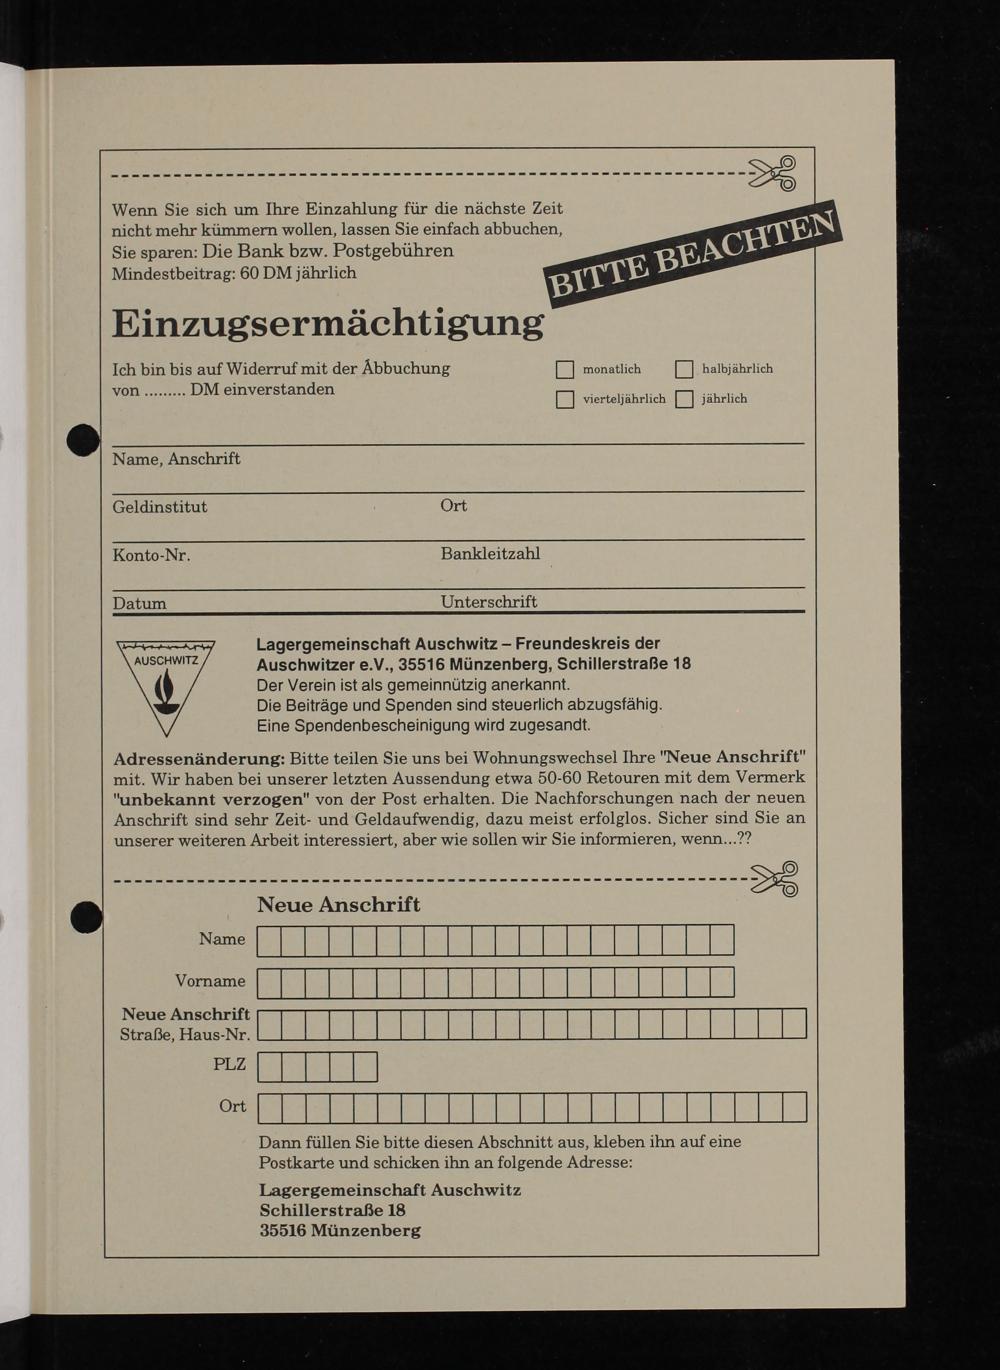 Wenn Sie sich um Ihre Einzahlung für die nächste Zeit
nicht mehr kümmern wollen, lassen Sie einfach abbuchen,
Sie sparen: Die Bank bzw. Postgebühren
Mindestbeitrag: 60 DM jährlich
BITTE BEACHTEN
Einzugsermächtigung
Ich bin bis auf Widerruf mit der Abbuchung
von ......... DM einverstanden
monatlich halbjährlich
vierteljährlich jährlich
Name, Anschrift
Geldinstitut Ort
Konto-Nr. Bankleitzahl
Datum Unterschrift
AUSCHWITZ
Lagergemeinschaft Auschwitz – Freundeskreis der
Auschwitzer e.V., 35516 Münzenberg, Schillerstraße 18
Der Verein ist als gemeinnützig anerkannt.
Die Beiträge und Spenden sind steuerlich abzugsfähig.
Eine Spendenbescheinigung wird zugesandt.
Adressenänderung: Bitte teilen Sie uns bei Wohnungswechsel Ihre "Neue Anschrift"
mit. Wir haben bei unserer letzten Aussendung etwa 50-60 Retouren mit dem Vermerk
"unbekannt verzogen" von der Post erhalten. Die Nachforschungen nach der neuen
Anschrift sind sehr Zeit- und Geldaufwendig, dazu meist erfolglos. Sicher sind Sie an
unserer weiteren Arbeit interessiert, aber wie sollen wir Sie informieren, wenn...??
Neue Anschrift
Name
Vorname
Neue Anschrift
Straße, Haus-Nr.
PLZ
Ort
Dann füllen Sie bitte diesen Abschnitt aus, kleben ihn auf eine
Postkarte und schicken ihn an folgende Adresse:
Lagergemeinschaft Auschwitz
Schillerstraße 18
35516 Münzenberg